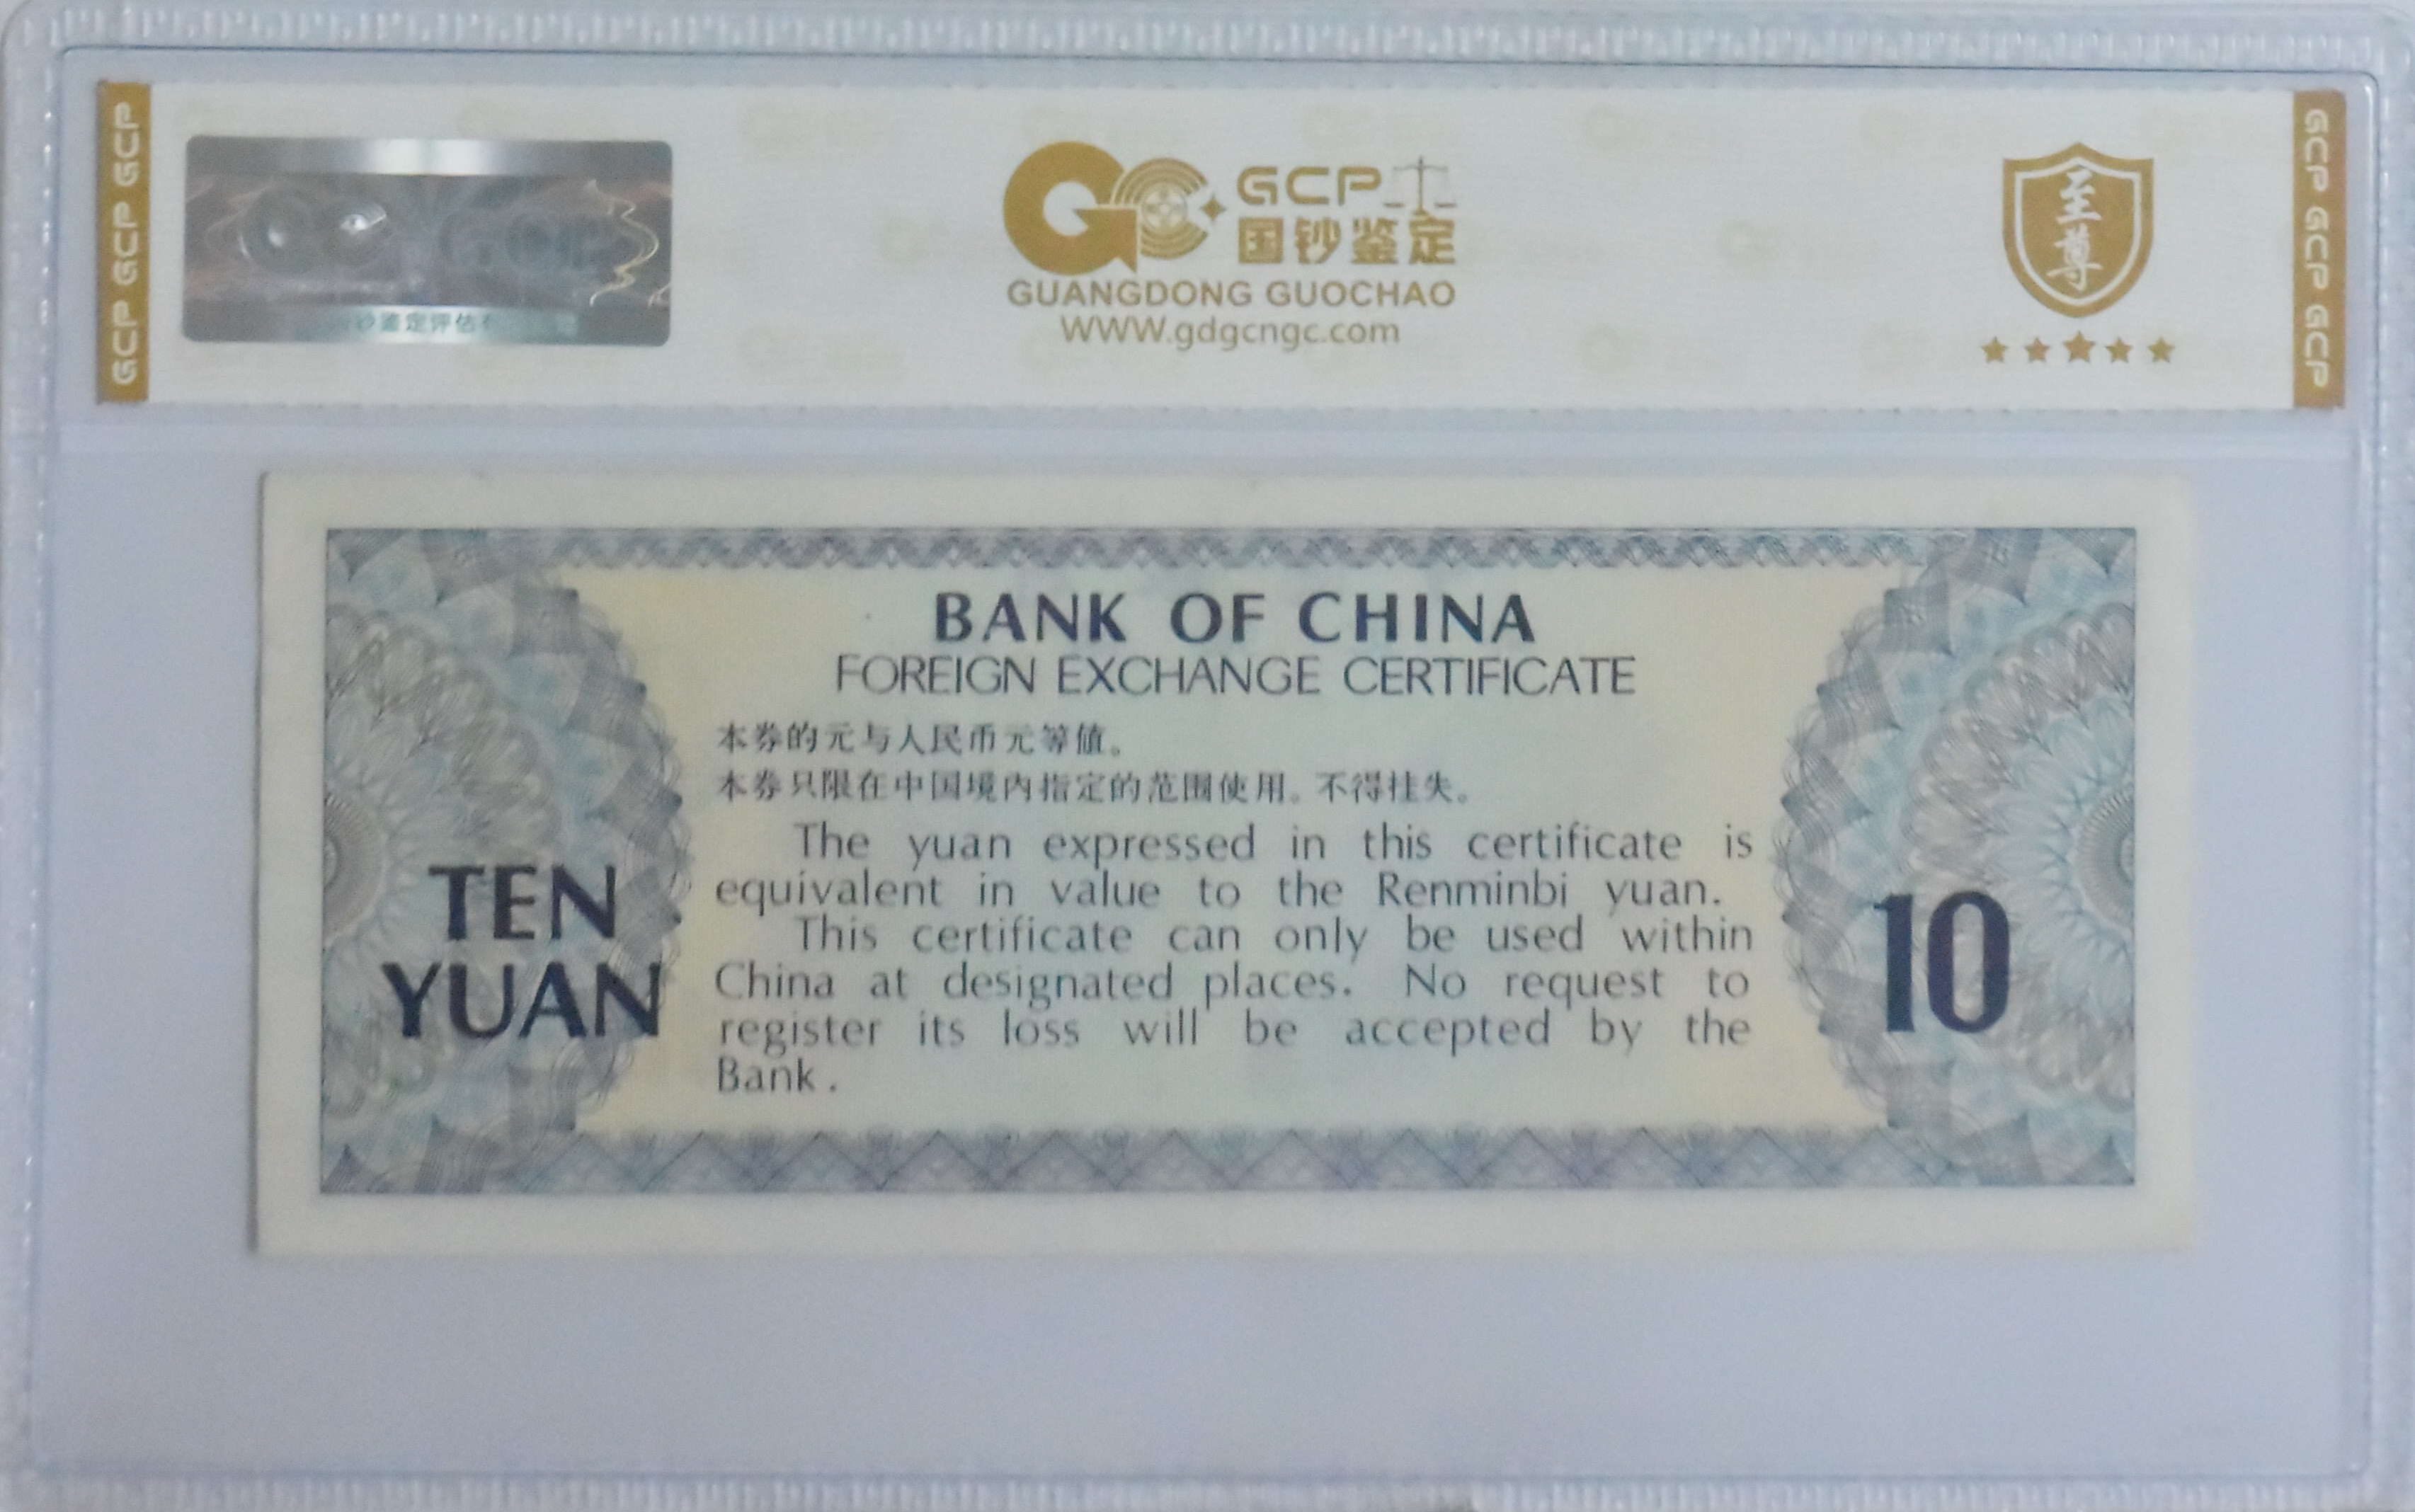 GCP GCP GCP
鉴定评估
GCP
国钞鉴定
GUANGDONG GUOCHAO
WWW.gdgcngc.com
至尊
GCP GCP GCP
BANK OF CHINA
FOREIGN EXCHANGE CERTIFICATE
本券的元与人民币元等值。
本券只限在中国境内指定的范围使用。不得挂失。
The yuan expressed in this certificate is
equivalent in value to the Renminbi yuan.
This certificate can only be used within
China at designated places. No request to
register its loss will be accepted by the
Bank.
TEN
YUAN
10